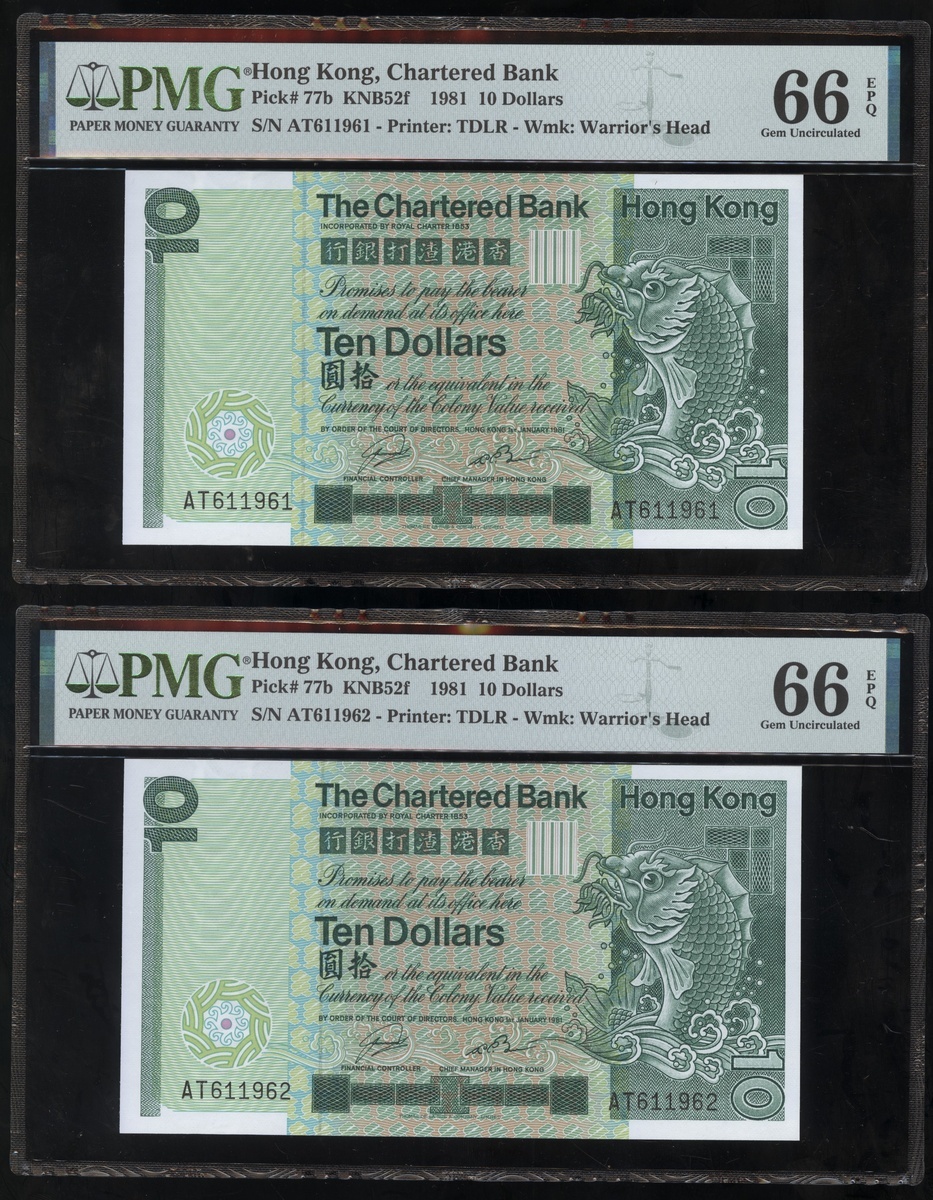 PMG® Hong Kong, Chartered Bank
Pick# 77b KNB52f 1981 10 Dollars
PAPER MONEY GUARANTY S/N AT611961 - Printer: TDLR - Wmk: Warrior's Head
66 EPQ
Gem Uncirculated
10
The Chartered Bank Hong Kong
INCORPORATED BY ROYAL CHARTER 1853
行銀打渣港香
Promises to pay the bearer
on demand at its office here
Ten Dollars
圓拾 or the equivalent in the
Currency of the Colony. Value received
BY ORDER OF THE COURT OF DIRECTORS. HONG KONG 1ST JANUARY 1981
FINANCIAL CONTROLLER CHIEF MANAGER IN HONG KONG
AT611961 AT611961
10
PMG® Hong Kong, Chartered Bank
Pick# 77b KNB52f 1981 10 Dollars
PAPER MONEY GUARANTY S/N AT611962 - Printer: TDLR - Wmk: Warrior's Head
66 EPQ
Gem Uncirculated
10
The Chartered Bank Hong Kong
INCORPORATED BY ROYAL CHARTER 1853
行銀打渣港香
Promises to pay the bearer
on demand at its office here
Ten Dollars
圓拾 or the equivalent in the
Currency of the Colony. Value received
BY ORDER OF THE COURT OF DIRECTORS. HONG KONG 1ST JANUARY 1981
FINANCIAL CONTROLLER CHIEF MANAGER IN HONG KONG
AT611962 AT611962
10